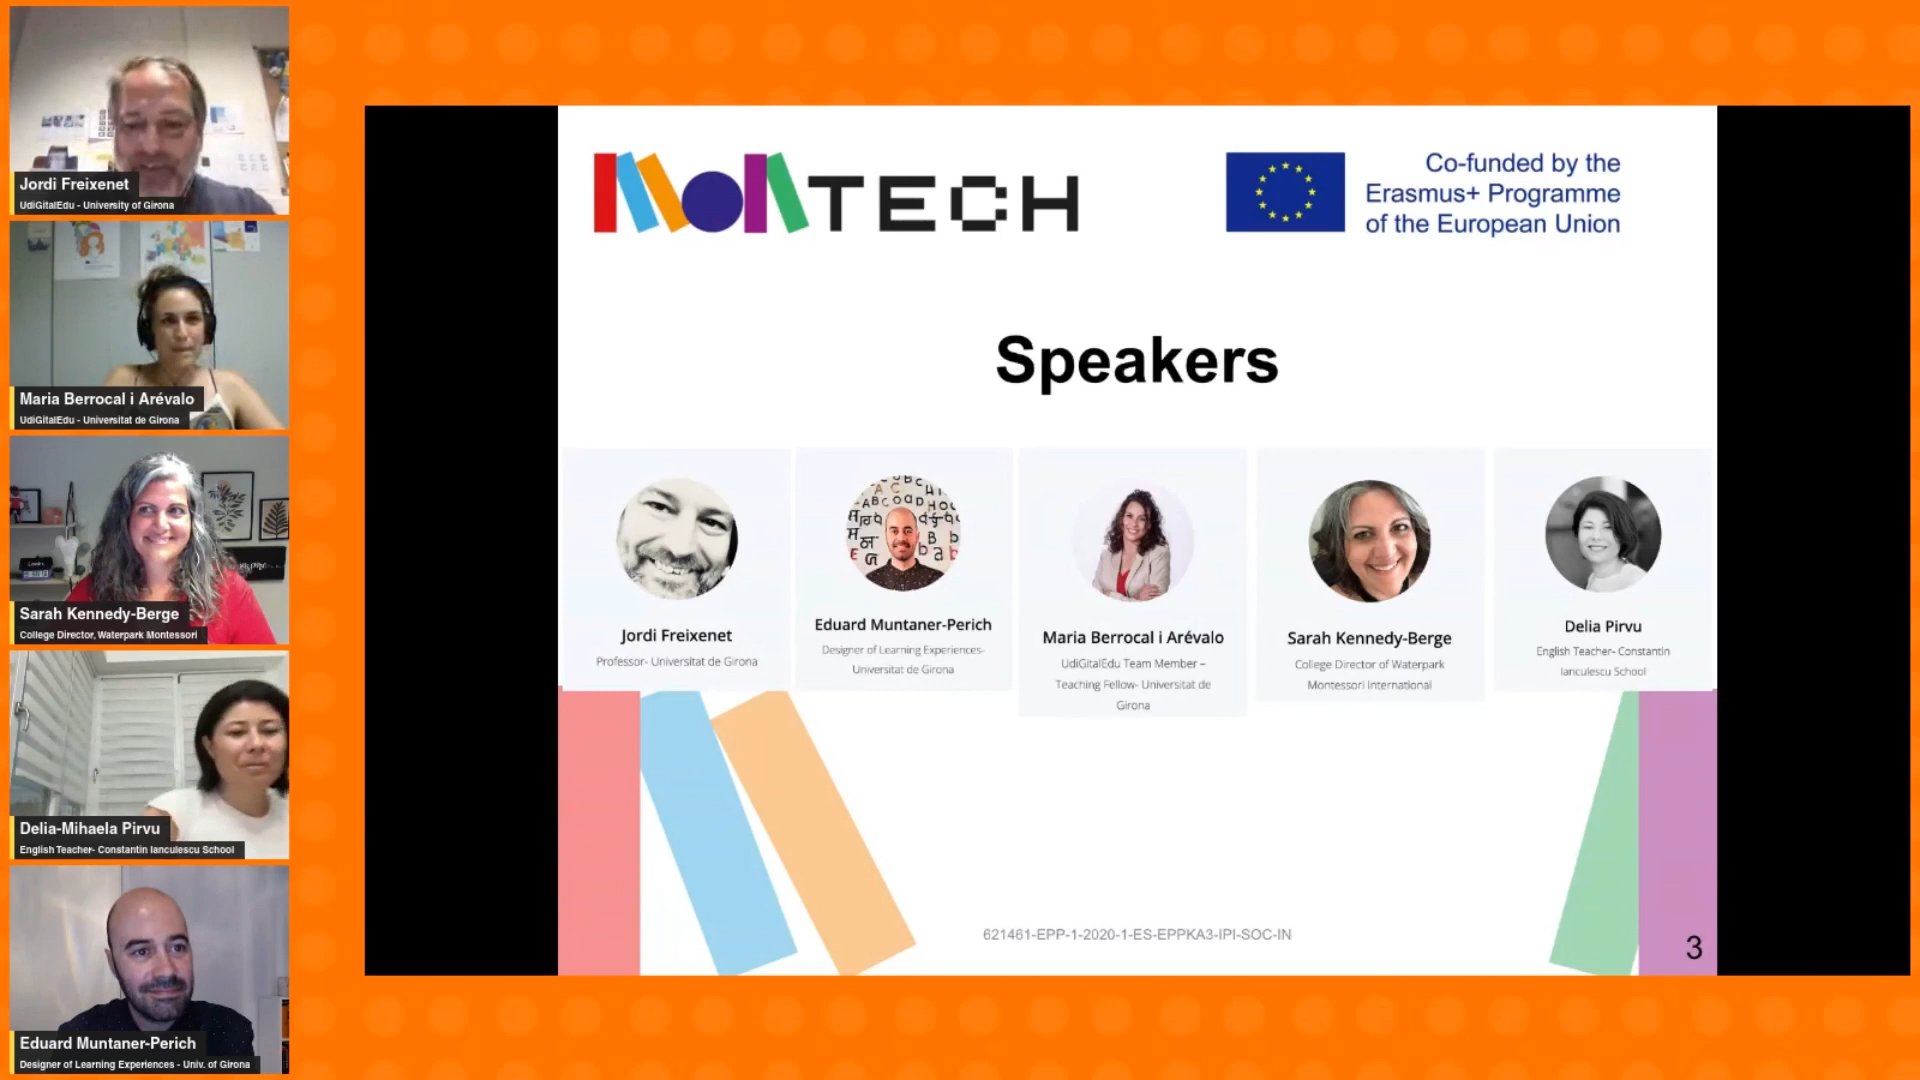 Jordi Freixenet
UdiGitalEdu - University of Girona
Maria Berrocal i Arévalo
UdiGitalEdu - Universitat de Girona
Sarah Kennedy-Berge
College Director, Waterpark Montessori
Delia-Mihaela Pirvu
English Teacher- Constantin Ianculescu School
Eduard Muntaner-Perich
Designer of Learning Experiences - Univ. of Girona
MONTECH
Co-funded by the
Erasmus+ Programme
of the European Union
Speakers
Jordi Freixenet
Professor- Universitat de Girona
Eduard Muntaner-Perich
Designer of Learning Experiences-
Universitat de Girona
Maria Berrocal i Arévalo
UdiGitalEdu Team Member –
Teaching Fellow- Universitat de
Girona
Sarah Kennedy-Berge
College Director of Waterpark
Montessori International
Delia Pirvu
English Teacher- Constantin
Ianculescu School
621461-EPP-1-2020-1-ES-EPPKA3-IPI-SOC-IN
3